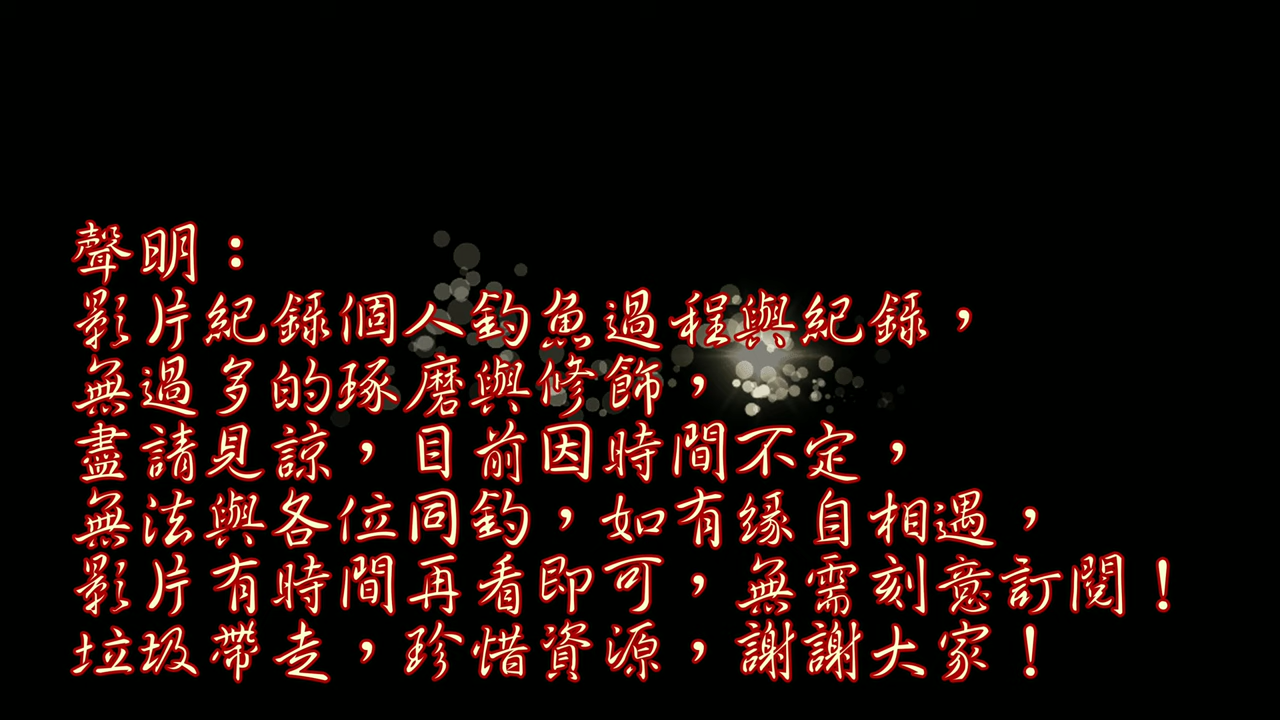 聲明：
影片紀錄個人釣魚過程與紀錄，
無過多的琢磨與修飾，
盡請見諒，目前因時間不定，
無法與各位同釣，如有緣自相遇，
影片有時間再看即可，無需刻意訂閱！
垃圾帶走，珍惜資源，謝謝大家！